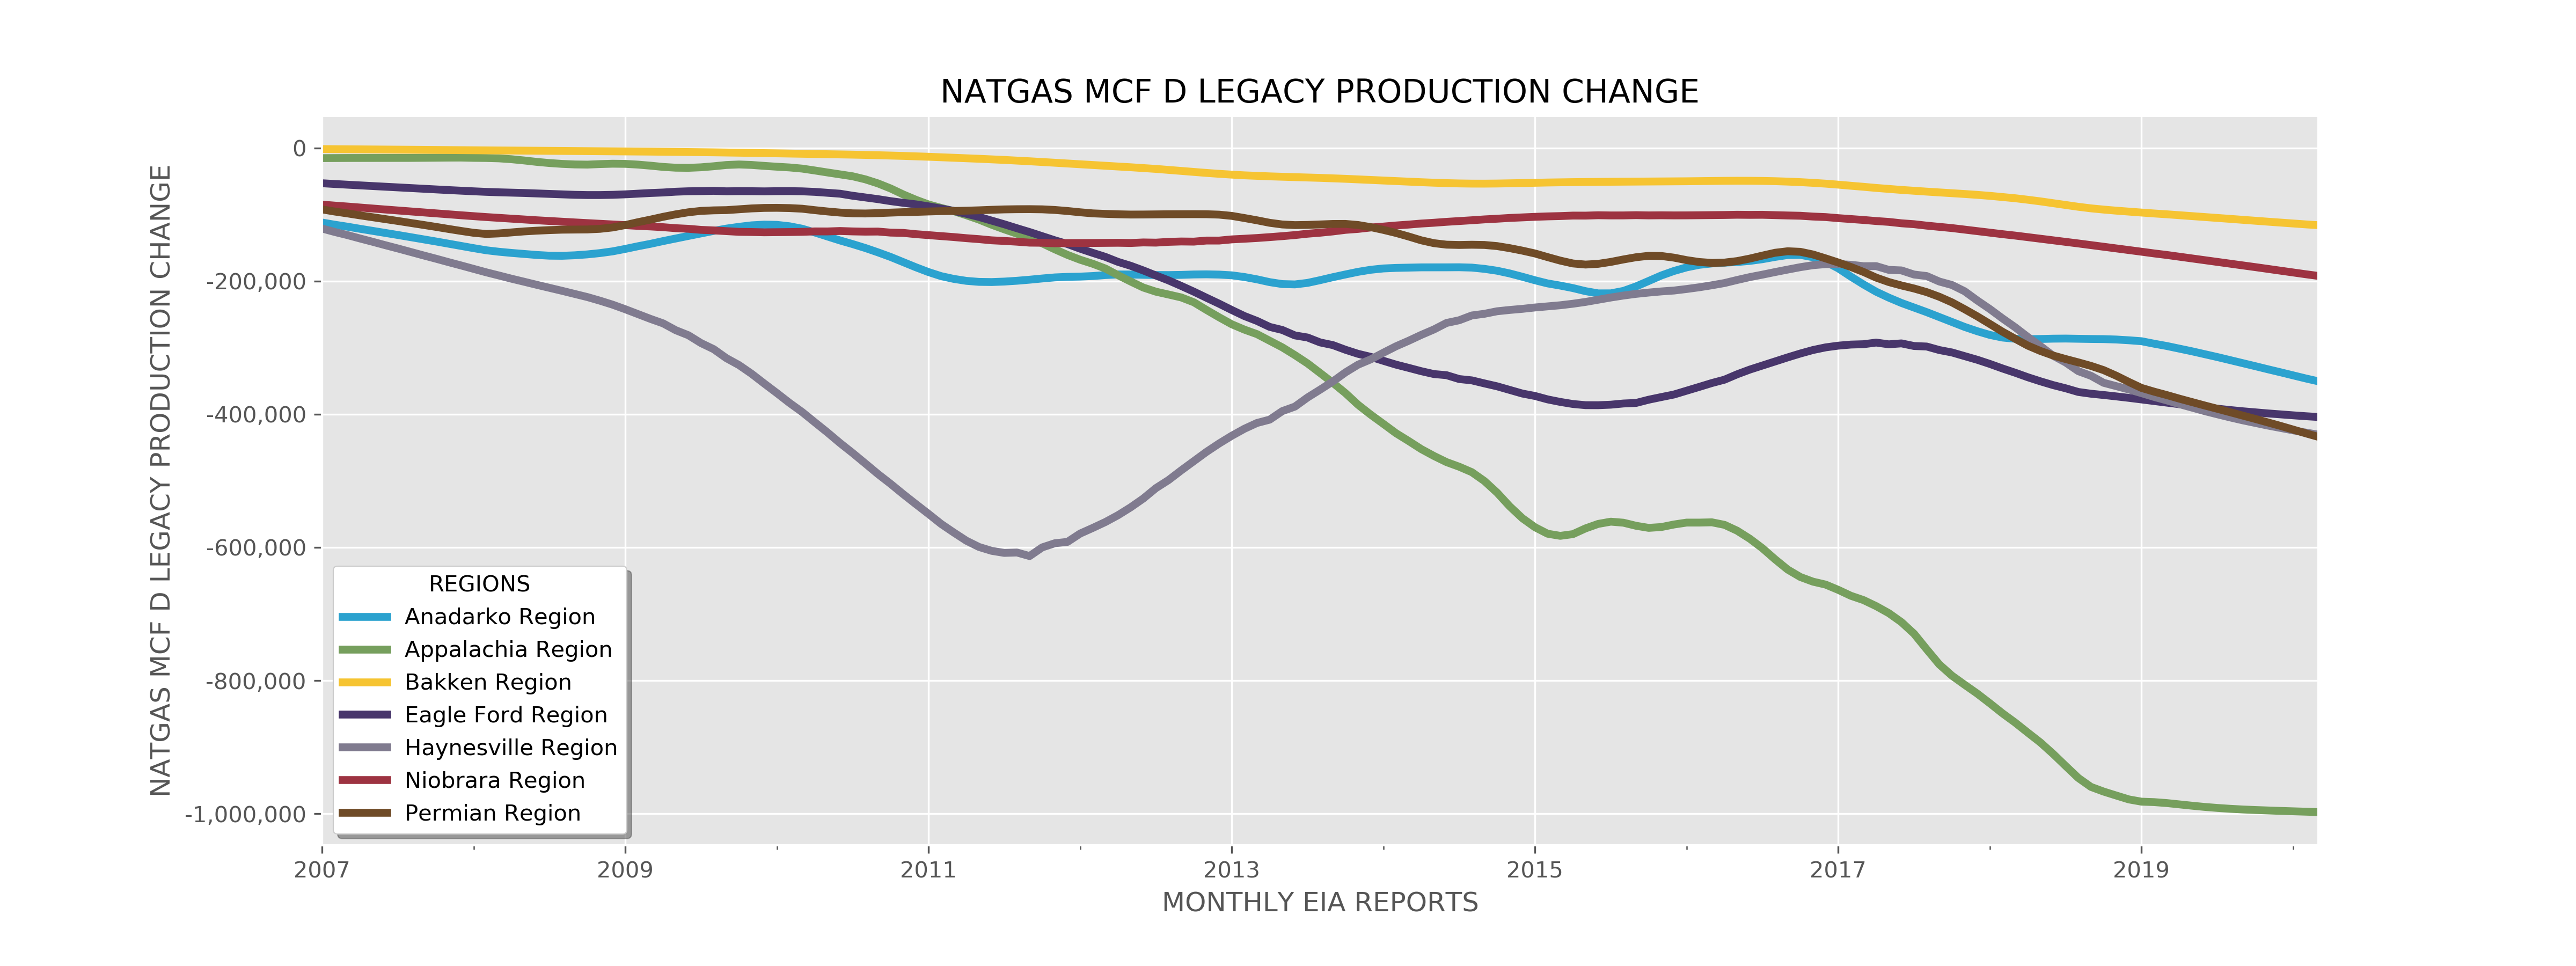 NATGAS MCF D LEGACY PRODUCTION CHANGE
NATGAS MCF D LEGACY PRODUCTION CHANGE
0
-200,000
-400,000
-600,000
-800,000
-1,000,000
REGIONS
Anadarko Region
Appalachia Region
Bakken Region
Eagle Ford Region
Haynesville Region
Niobrara Region
Permian Region
2007 2009 2011 2013 2015 2017 2019
MONTHLY EIA REPORTS